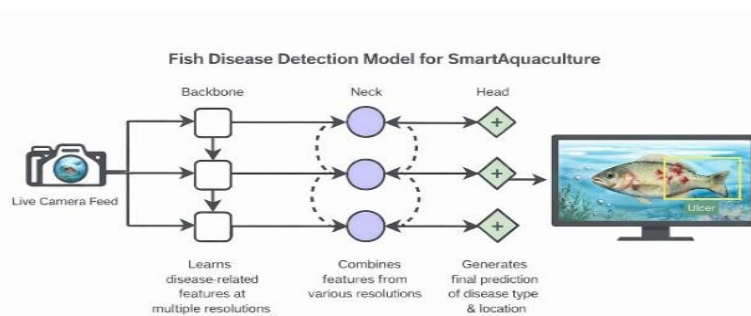 Fish Disease Detection Model for SmartAquaculture
Backbone
Neck
Head
Live Camera Feed
Ulcer
Learns
disease-related
features at
multiple resolutions
Combines
features from
various resolutions
Generates
final prediction
of disease type
& location